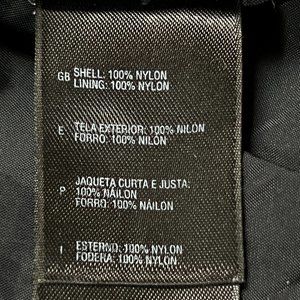 GB SHELL: 100% NYLON
LINING: 100% NYLON
E TELA EXTERIOR: 100% NILON
FORRO: 100% NILON
P JAQUETA CURTA E JUSTA:
100% NÁILON
FORRO: 100% NÁILON
I ESTERNO: 100% NYLON
FODERA: 100% NYLON